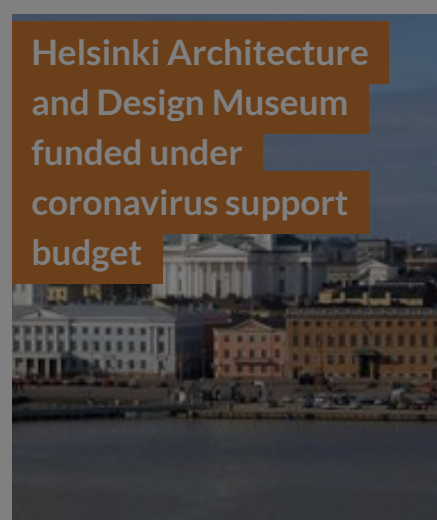 Helsinki Architecture
and Design Museum
funded under
coronavirus support
budget